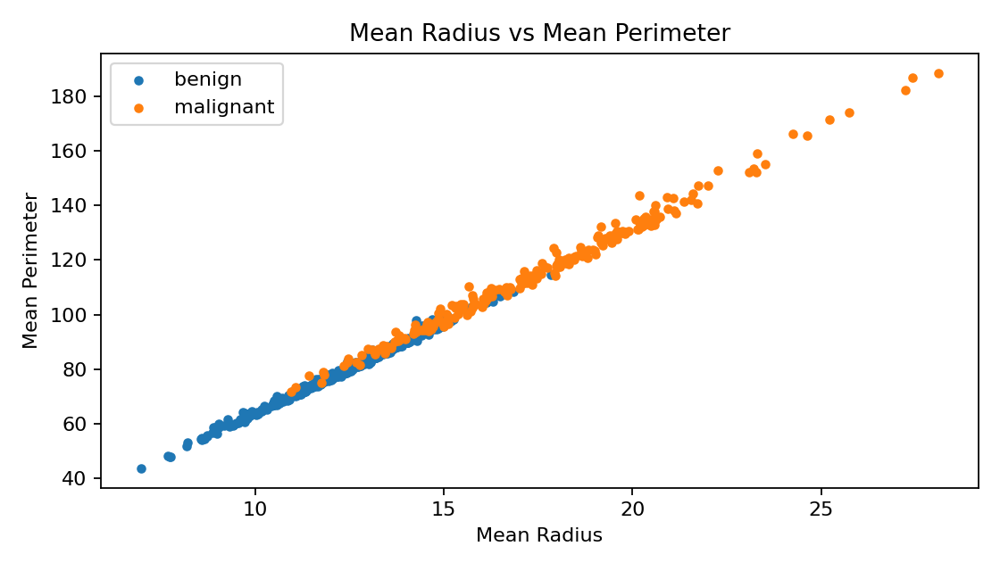 Mean Radius vs Mean Perimeter
benign
malignant
180
160
140
120
100
80
60
40
Mean Perimeter
10 15 20 25
Mean Radius